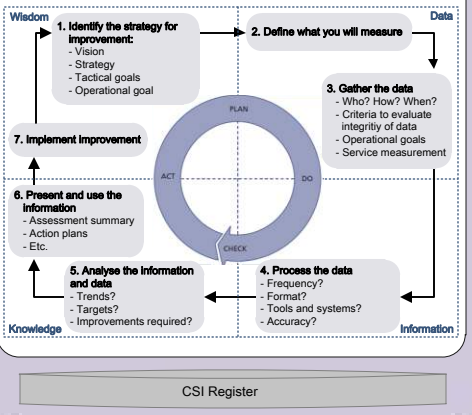 Wisdom
Data
1. Identify the strategy for
improvement:
- Vision
- Strategy
- Tactical goals
- Operational goal
2. Define what you will measure
3. Gather the data
- Who? How? When?
- Criteria to evaluate
integritiy of data
- Operational goals
- Service measurement
7. Implement improvement
PLAN
ACT
DO
CHECK
6. Present and use the
information
- Assessment summary
- Action plans
- Etc.
5. Analyse the information
and data
- Trends?
- Targets?
- Improvements required?
4. Process the data
- Frequency?
- Format?
- Tools and systems?
- Accuracy?
Knowledge
Information
CSI Register